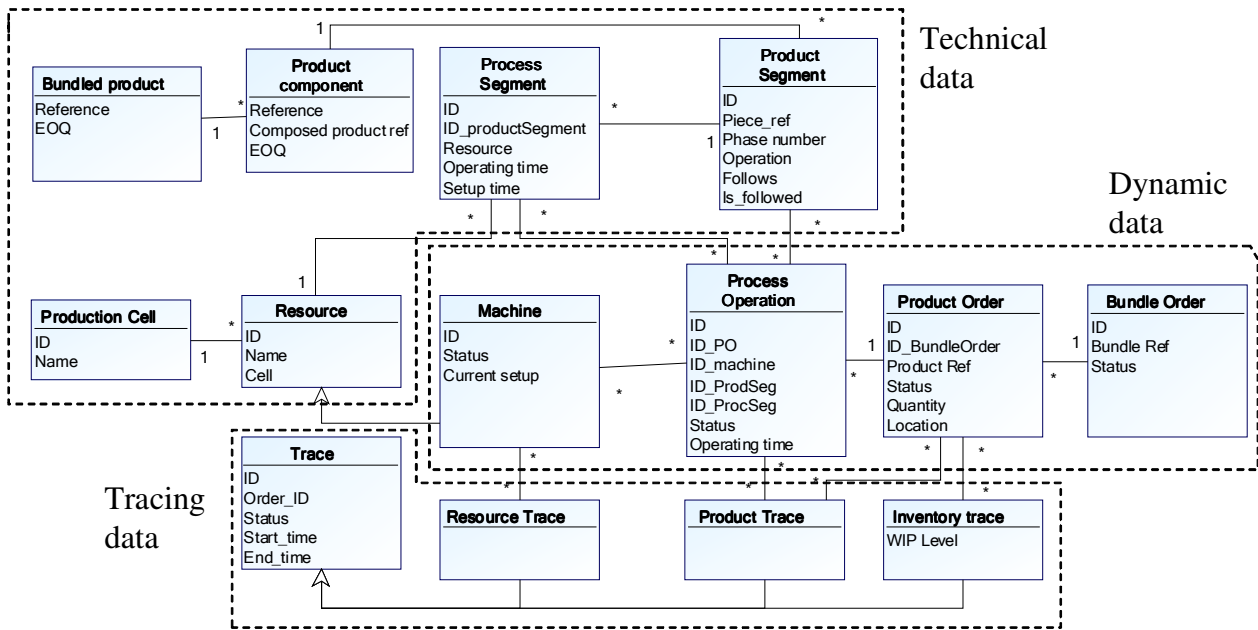 1
*
Technical
data
Bundled product
Reference
EOQ
*
1
Product
component
Reference
Composed product ref
EOQ
Process
Segment
ID
ID_productSegment
Resource
Operating time
Setup time
*
1
Product
Segment
ID
Piece_ref
Phase number
Operation
Follows
Is_followed
Dynamic
data
*
*
*
1
*
*
Production Cell
ID
Name
*
1
Resource
ID
Name
Cell
Machine
ID
Status
Current setup
*
*
Process
Operation
ID
ID_PO
ID_machine
ID_ProdSeg
ID_ProcSeg
Status
Operating time
1
*
Product Order
ID
ID_BundleOrder
Product Ref
Status
Quantity
Location
1
*
Bundle Order
ID
Bundle Ref
Status
Tracing
data
Trace
ID
Order_ID
Status
Start_time
End_time
*
*
*
*
*
*
*
*
Resource Trace
Product Trace
Inventory trace
WIP Level